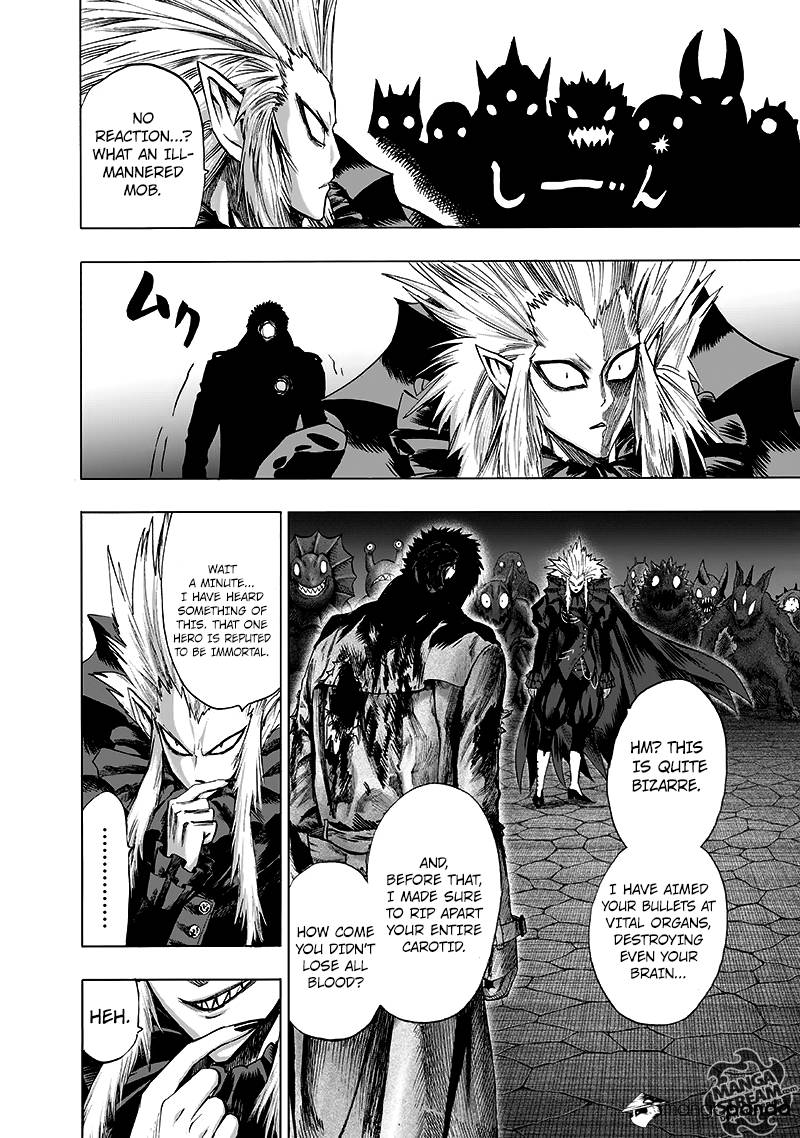 NO
REACTION...?
WHAT AN ILL-
MANNERED
MOB.
しーん
ムク
HM? THIS
IS QUITE
BIZARRE.
I HAVE AIMED
YOUR BULLETS AT
VITAL ORGANS,
DESTROYING
EVEN YOUR
BRAIN...
AND,
BEFORE THAT,
I MADE SURE
TO RIP APART
YOUR ENTIRE
CAROTID.
HOW COME
YOU DIDN'T
LOSE ALL
BLOOD?
WAIT
A MINUTE...
I HAVE HEARD
SOMETHING OF
THIS. THAT ONE
HERO IS REPUTED
TO BE IMMORTAL.
..........
HEH.
MANGA
STREAM
.com